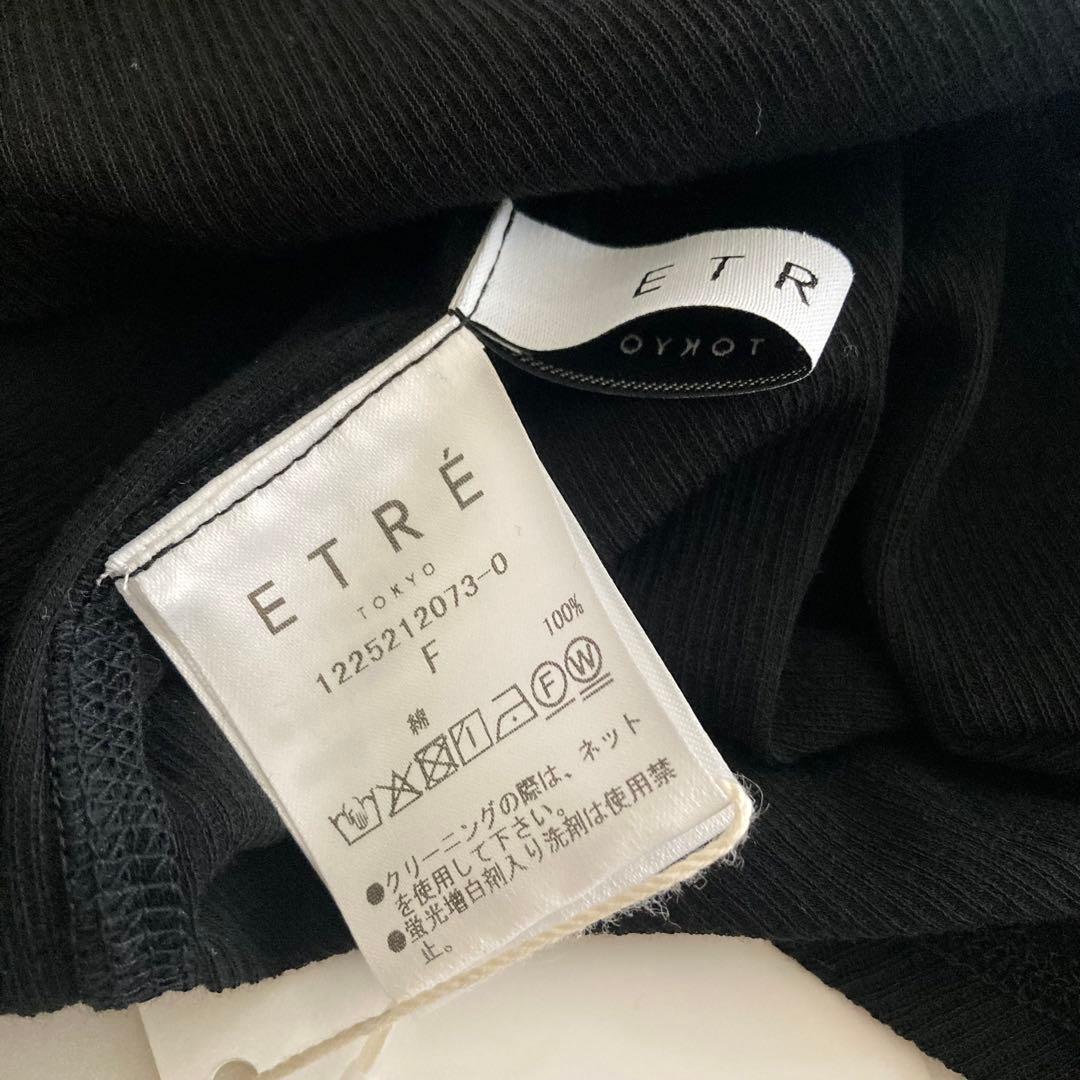 ETR
TOKYO
ETRÉ
TOKYO
1225212073-0
F
綿 100%
F W
●クリーニングの際は、ネット
を使用して下さい。
●蛍光増白剤入り洗剤は使用禁
止。